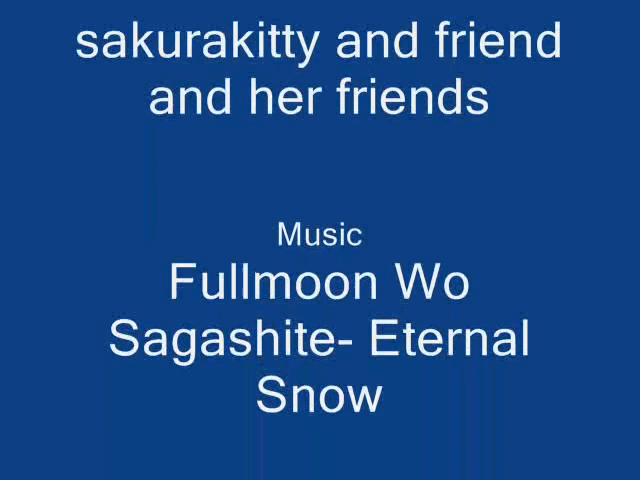 sakurakitty and friend
and her friends
Music
Fullmoon Wo
Sagashite- Eternal
Snow